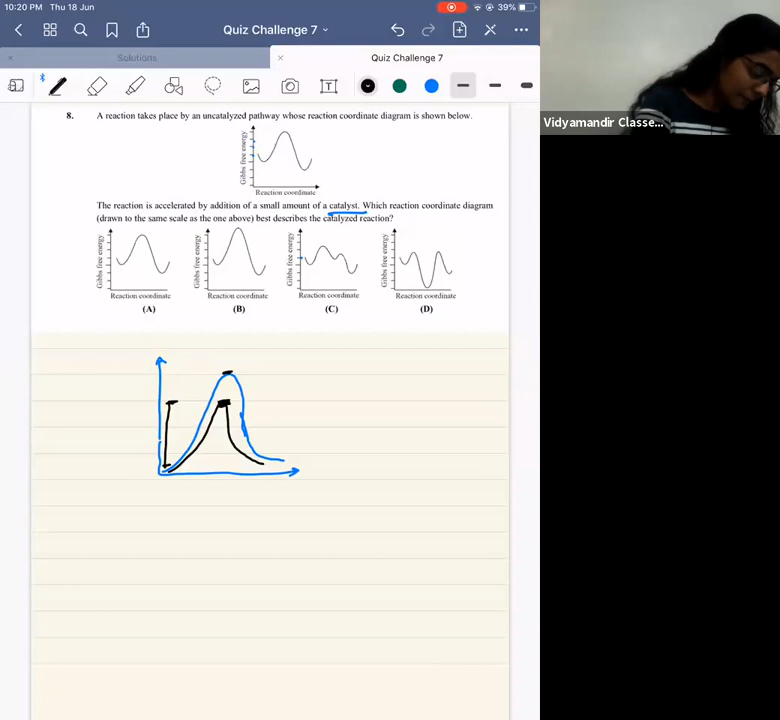 10:20 PM Thu 18 Jun
39%
Quiz Challenge 7
Solutions
Quiz Challenge 7
T
8. A reaction takes place by an uncatalyzed pathway whose reaction coordinate diagram is shown below.
Gibbs free energy
Reaction coordinate
The reaction is accelerated by addition of a small amount of a catalyst. Which reaction coordinate diagram
(drawn to the same scale as the one above) best describes the catalyzed reaction?
Gibbs free energy Gibbs free energy Gibbs free energy Gibbs free energy
Reaction coordinate Reaction coordinate Reaction coordinate Reaction coordinate
(A) (B) (C) (D)
Vidyamandir Classe...